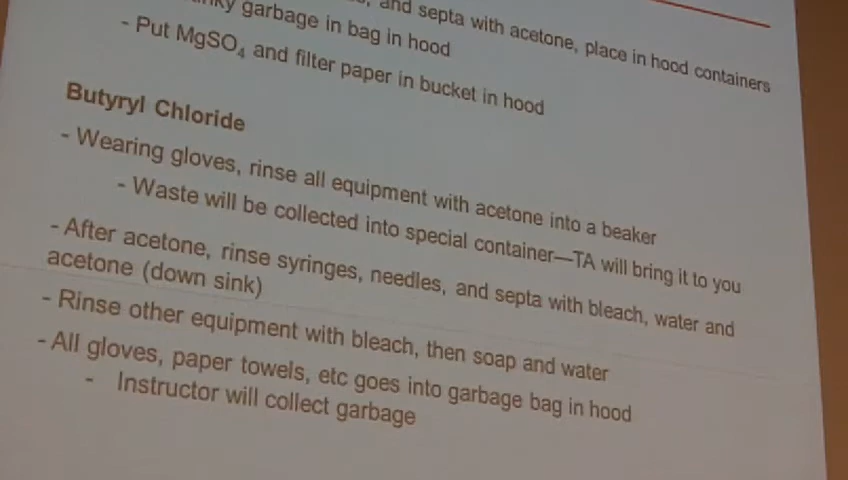 and septa with acetone, place in hood containers
garbage in bag in hood
- Put MgSO4 and filter paper in bucket in hood
Butyryl Chloride
- Wearing gloves, rinse all equipment with acetone into a beaker
- Waste will be collected into special container—TA will bring it to you
- After acetone, rinse syringes, needles, and septa with bleach, water and
acetone (down sink)
- Rinse other equipment with bleach, then soap and water
- All gloves, paper towels, etc goes into garbage bag in hood
- Instructor will collect garbage